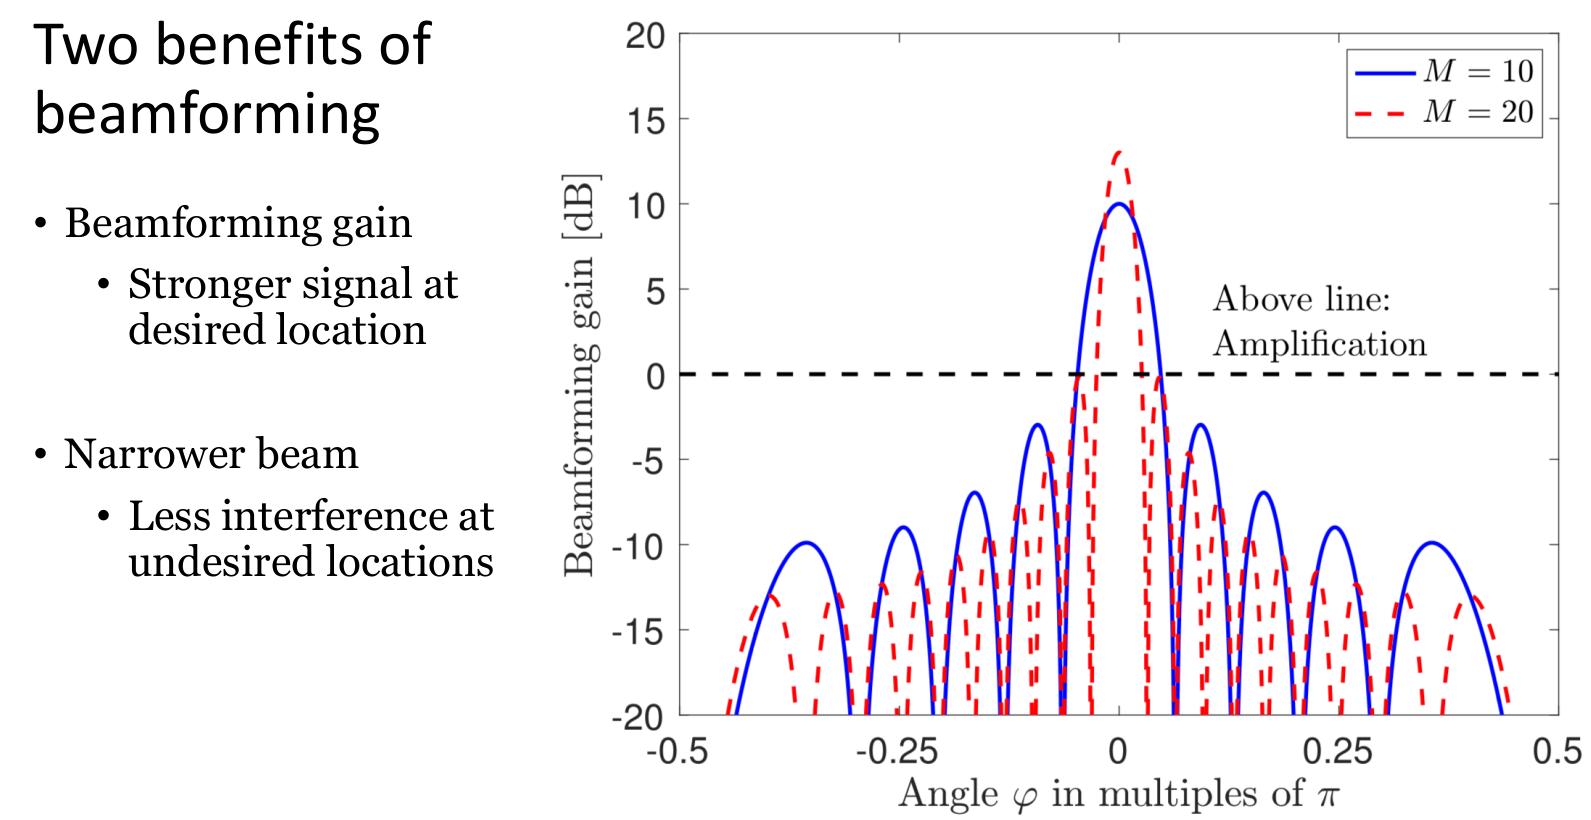 Two benefits of
beamforming
• Beamforming gain
• Stronger signal at
desired location
• Narrower beam
• Less interference at
undesired locations
20
15
10
5
0
-5
-10
-15
-20
Beamforming gain [dB]
M = 10
M = 20
Above line:
Amplification
-0.5 -0.25 0 0.25 0.5
Angle φ in multiples of π